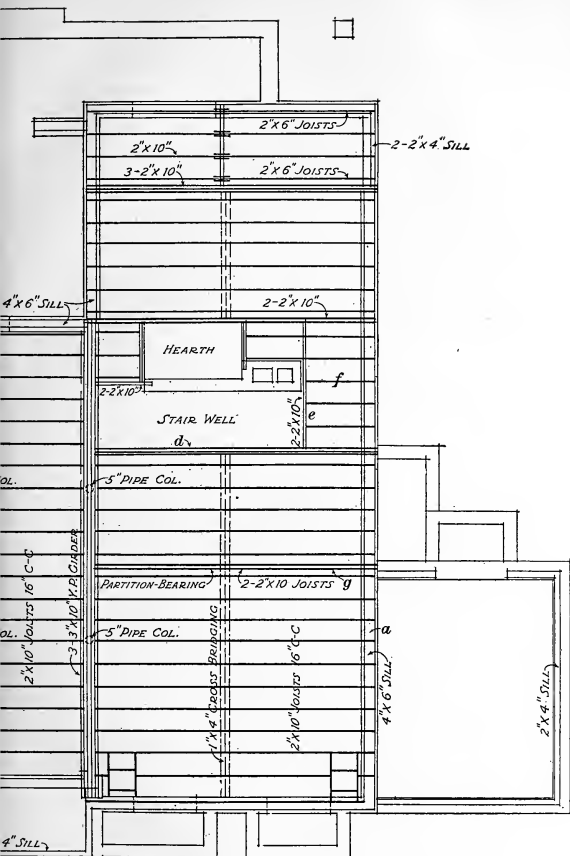 2"X6" JOISTS
2"X10"
2-2"X4" SILL
3-2"X10"
2"X6" JOISTS
4"X6" SILL
2-2"X10"
HEARTH
f
2-2"X10"
STAIR WELL
2-2"X10"
e
d
OL.
5" PIPE COL.
2"X10" JOISTS 16" C-C
3-3"X10" Y.P. GIRDER
PARTITION-BEARING
2-2"X10 JOISTS
g
OL.
5" PIPE COL.
1"X4" CROSS BRIDGING
2"X10" JOISTS 16" C-C
a
4"X6" SILL
2"X4" SILL
4" SILL